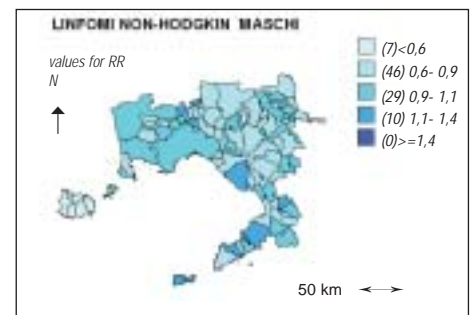 LINFOMI NON-HODGKIN MASCHI
values for RR
N
(7)<0,6
(46) 0,6- 0,9
(29) 0,9- 1,1
(10) 1,1- 1,4
(0)>=1,4
50 km